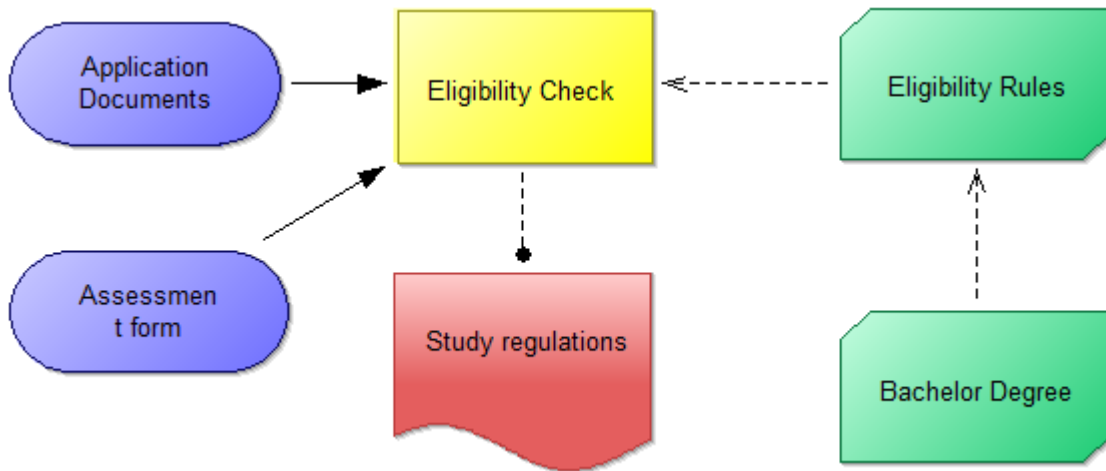 Application
Documents
Eligibility Check
Eligibility Rules
Assessmen
t form
Study regulations
Bachelor Degree